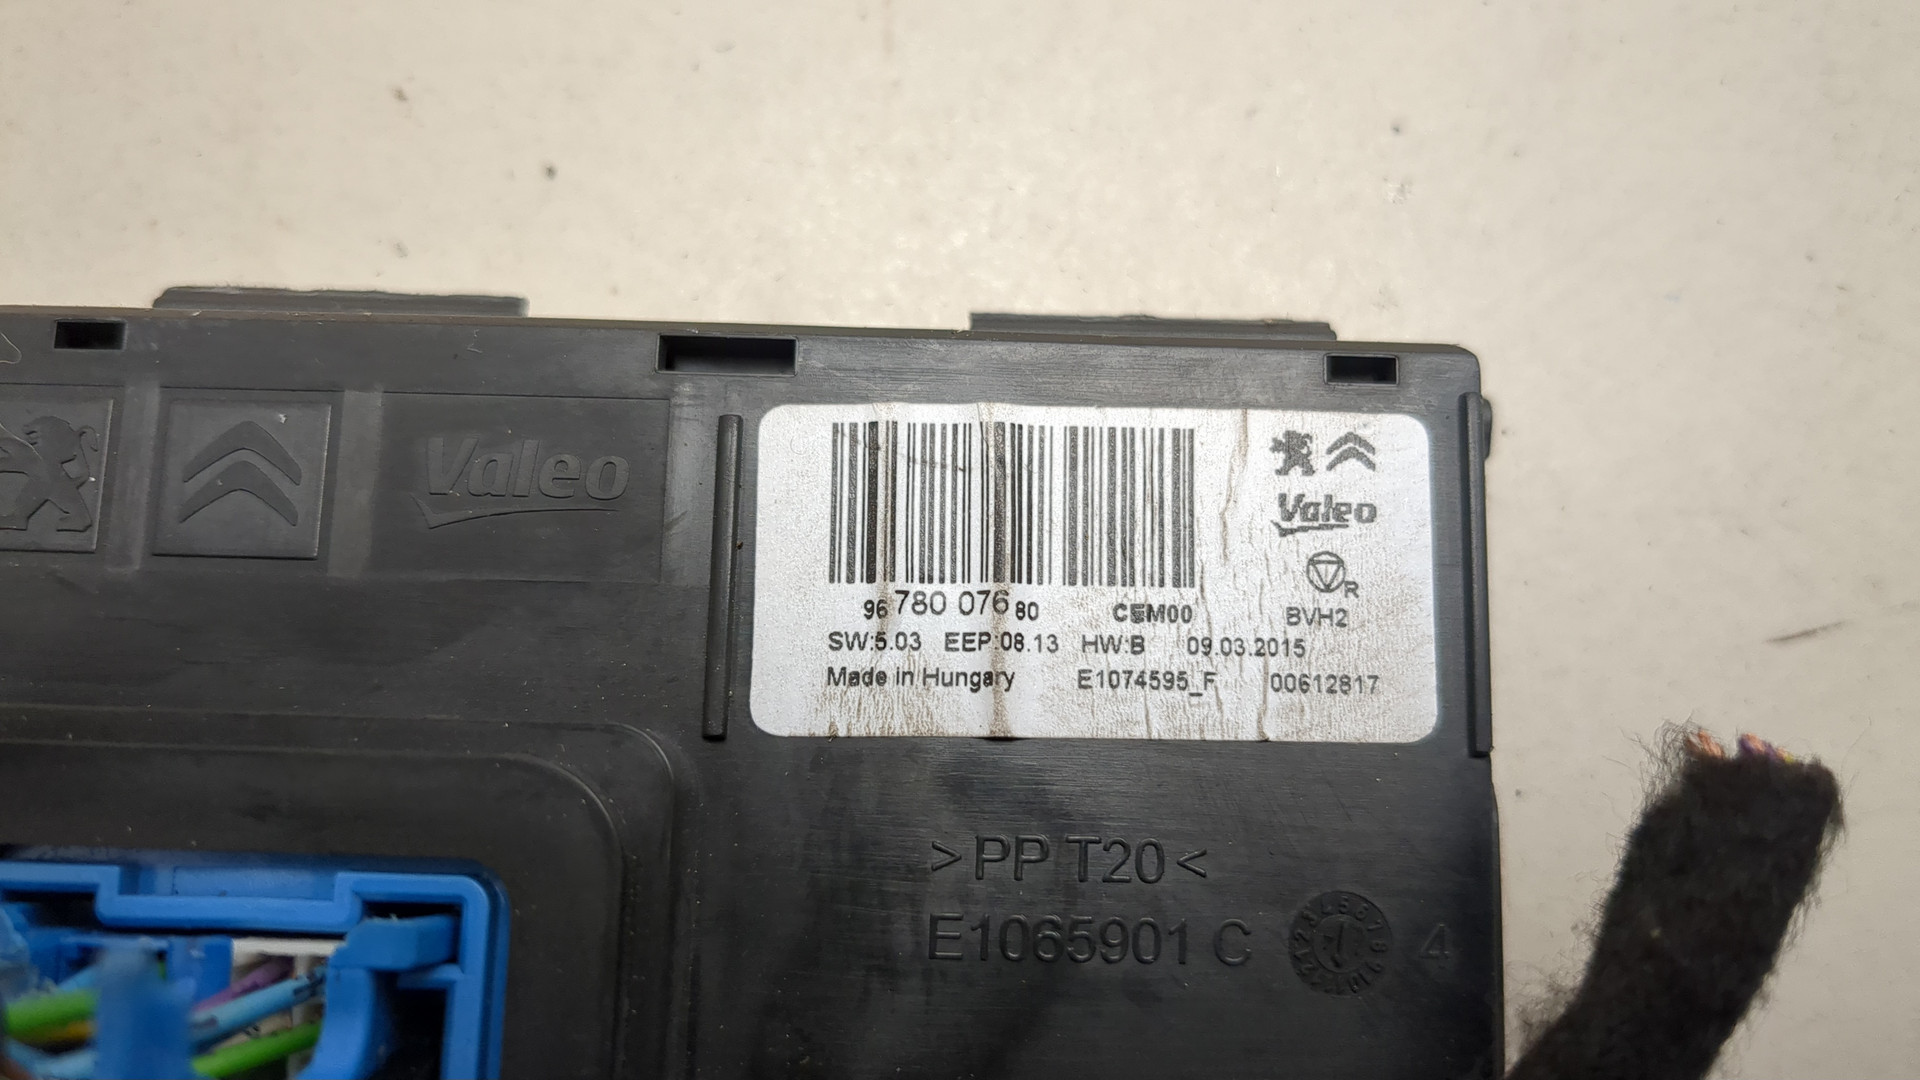 Valeo
Valeo
R
96 780 076 80 CEM00 BVH2
SW:5.03 EEP:08.13 HW:B 09.03.2015
Made in Hungary E1074595_F 00612817
>PP T20<
E1065901 C 4